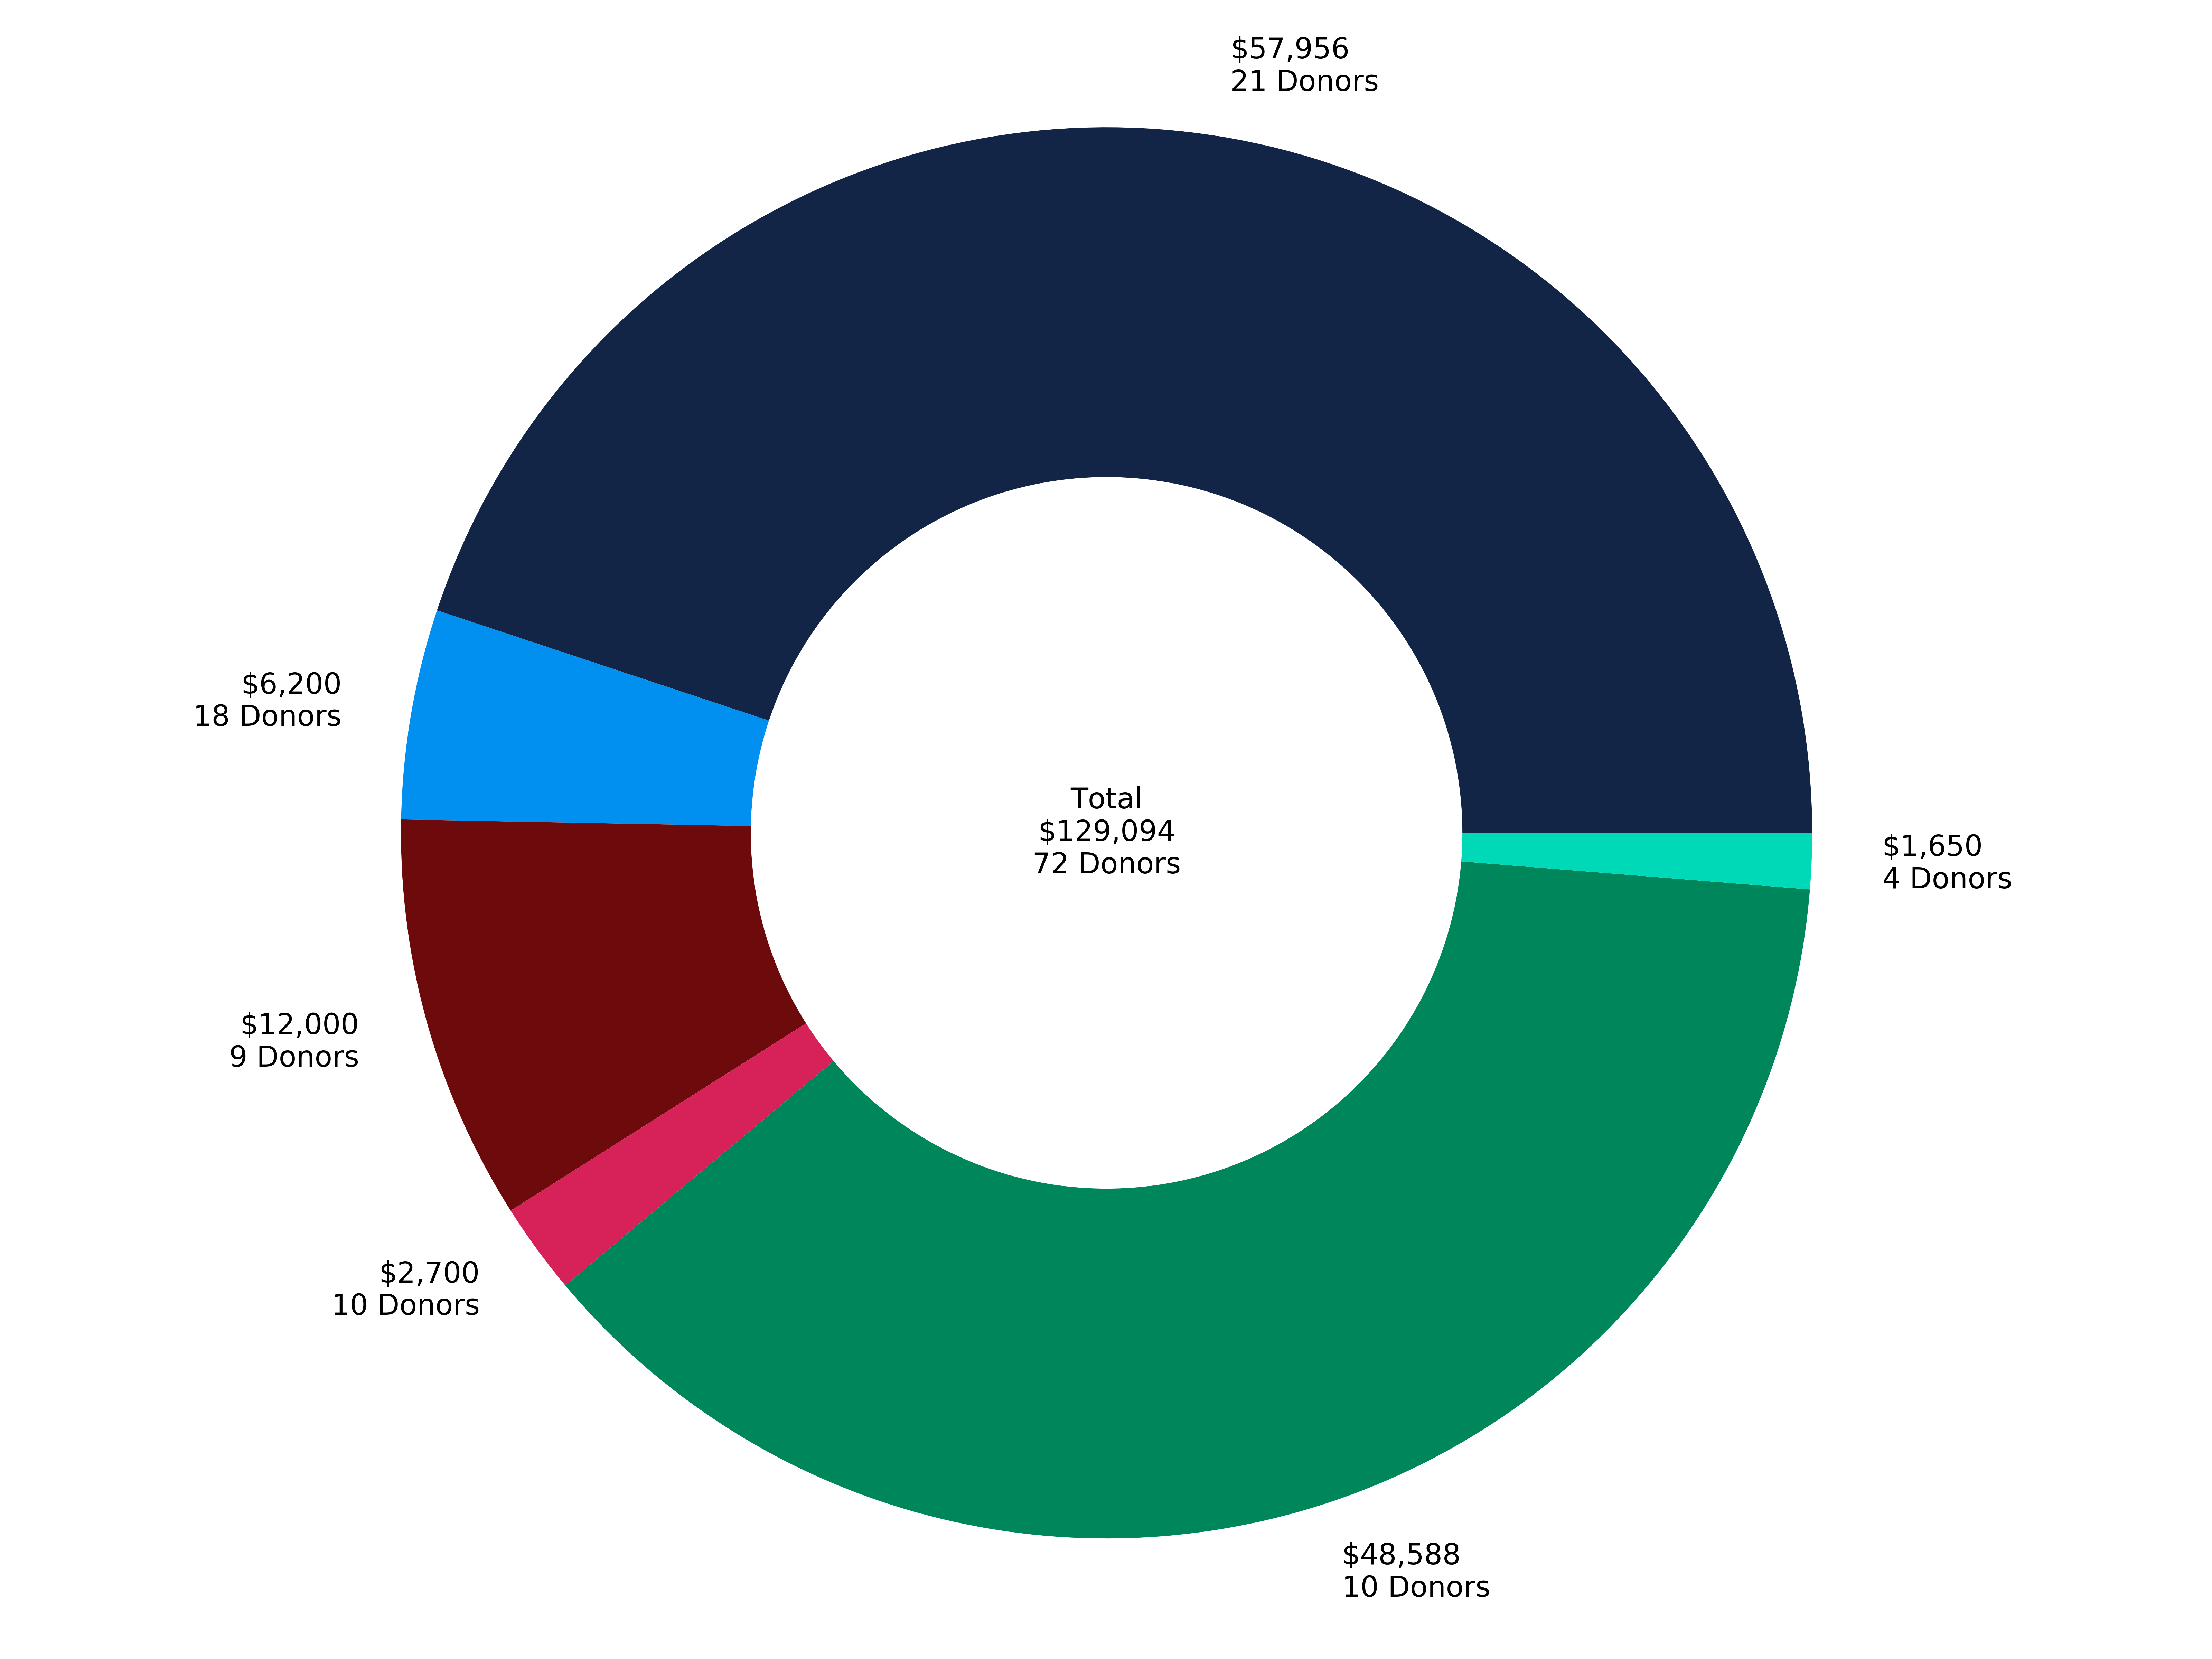 $57,956
21 Donors
$6,200
18 Donors
Total
$129,094
72 Donors
$1,650
4 Donors
$12,000
9 Donors
$2,700
10 Donors
$48,588
10 Donors